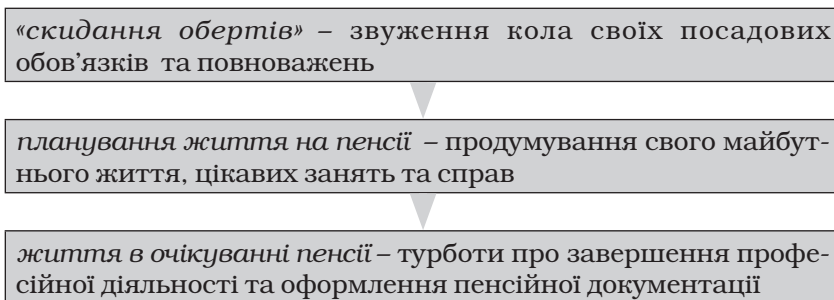 «скидання обертів» – звуження кола своїх посадових
обов’язків та повноважень
планування життя на пенсії – продумування свого майбут-
нього життя, цікавих занять та справ
життя в очікуванні пенсії – турботи про завершення профе-
сійної діяльності та оформлення пенсійної документації